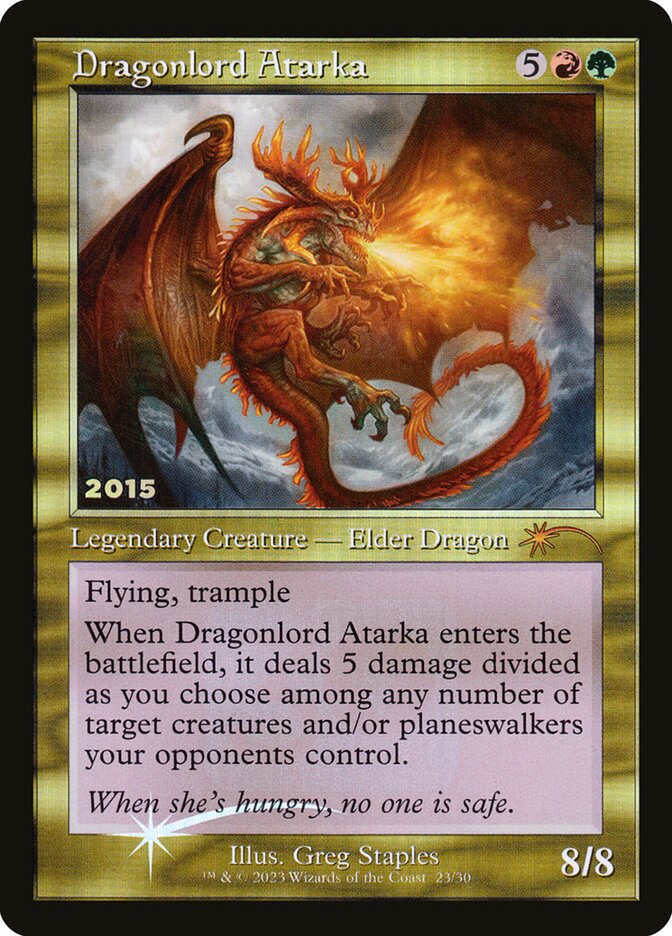 Dragonlord Atarka 5
2015
Legendary Creature — Elder Dragon
Flying, trample
When Dragonlord Atarka enters the
battlefield, it deals 5 damage divided
as you choose among any number of
target creatures and/or planeswalkers
your opponents control.
When she's hungry, no one is safe.
Illus. Greg Staples
™ & © 2023 Wizards of the Coast 23/30
8/8